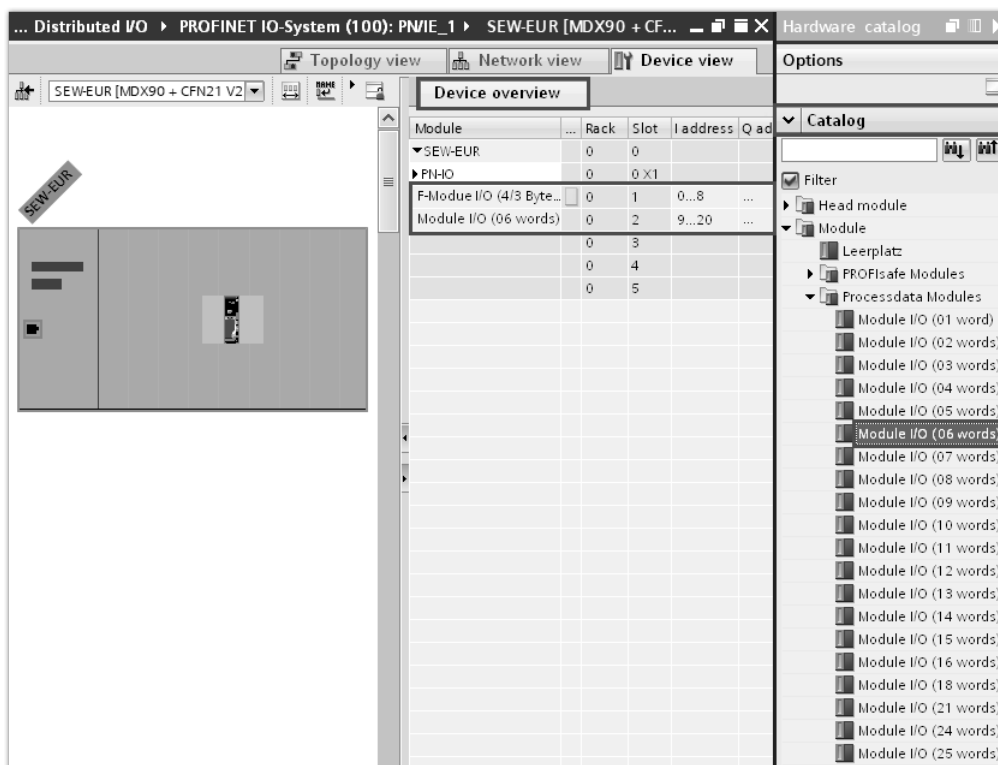 ... Distributed I/O ▸ PROFINET IO-System (100): PN/IE_1 ▸ SEW-EUR [MDX90 + CF...
Hardware catalog
Topology view
Network view
Device view
Options
SEW-EUR [MDX90 + CFN21 V2
NAME
Device overview
Catalog
Module ... Rack Slot I address Q ad
SEW-EUR 0 0
PN-IO 0 0 X1
F-Modue I/O (4/3 Byte... 0 1 0...8 ...
Module I/O (06 words) 0 2 9...20 ...
0 3
0 4
0 5
SEW-EUR
Filter
Head module
Module
Leerplatz
PROFIsafe Modules
Processdata Modules
Module I/O (01 word)
Module I/O (02 words)
Module I/O (03 words)
Module I/O (04 words)
Module I/O (05 words)
Module I/O (06 words)
Module I/O (07 words)
Module I/O (08 words)
Module I/O (09 words)
Module I/O (10 words)
Module I/O (11 words)
Module I/O (12 words)
Module I/O (13 words)
Module I/O (14 words)
Module I/O (15 words)
Module I/O (16 words)
Module I/O (18 words)
Module I/O (21 words)
Module I/O (24 words)
Module I/O (25 words)